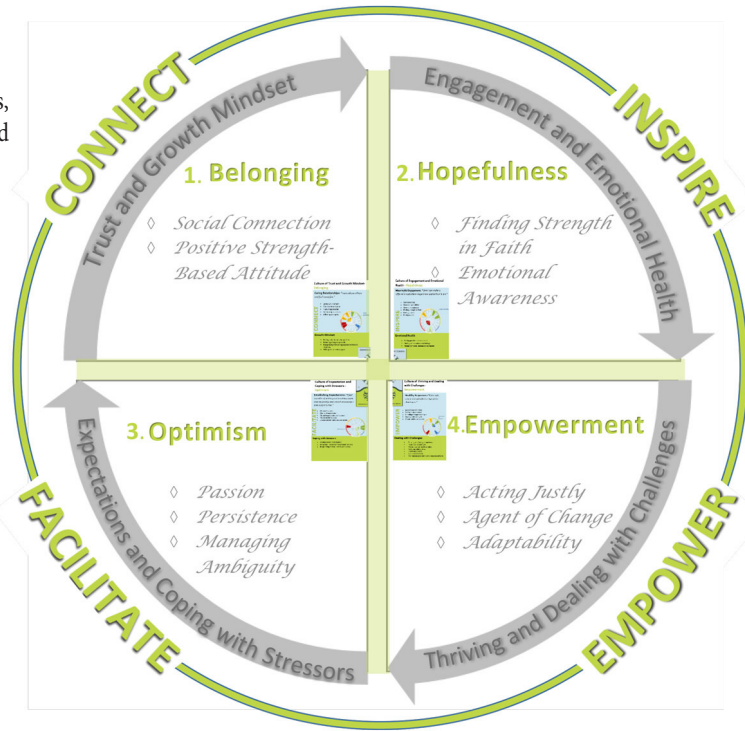 s,
d
CONNECT
Trust and Growth Mindset
1. Belonging
◊ Social Connection
◊ Positive Strength-
Based Attitude
INSPIRE
Engagement and Emotional Health
2. Hopefulness
◊ Finding Strength
in Faith
◊ Emotional
Awareness
FACILITATE
Expectations and Coping with Stressors
3. Optimism
◊ Passion
◊ Persistence
◊ Managing
Ambiguity
EMPOWER
Thriving and Dealing with Challenges
4. Empowerment
◊ Acting Justly
◊ Agent of Change
◊ Adaptability